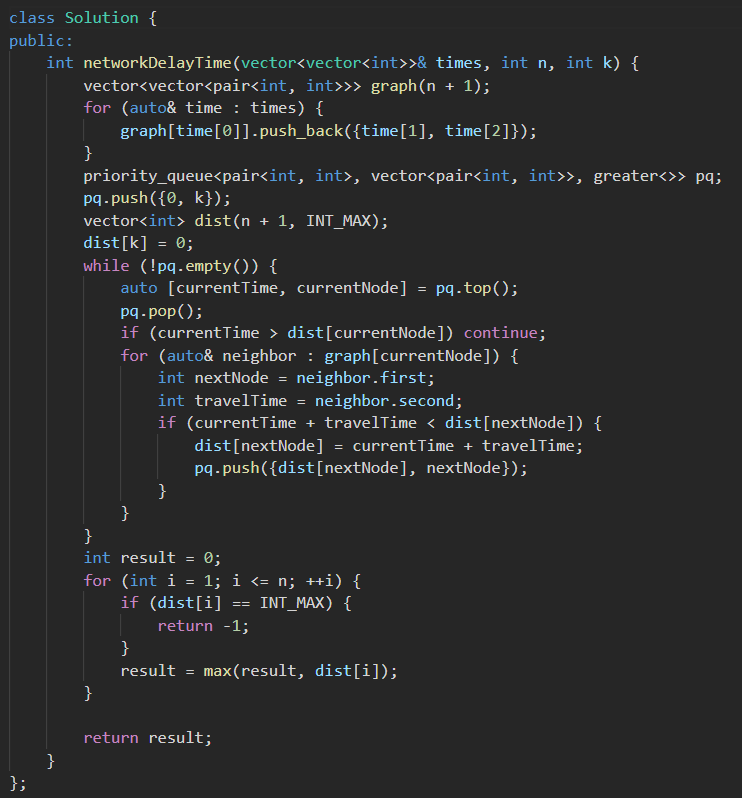 class Solution {
public:
    int networkDelayTime(vector<vector<int>>& times, int n, int k) {
        vector<vector<pair<int, int>>> graph(n + 1);
        for (auto& time : times) {
            graph[time[0]].push_back({time[1], time[2]});
        }
        priority_queue<pair<int, int>, vector<pair<int, int>>, greater<>> pq;
        pq.push({0, k});
        vector<int> dist(n + 1, INT_MAX);
        dist[k] = 0;
        while (!pq.empty()) {
            auto [currentTime, currentNode] = pq.top();
            pq.pop();
            if (currentTime > dist[currentNode]) continue;
            for (auto& neighbor : graph[currentNode]) {
                int nextNode = neighbor.first;
                int travelTime = neighbor.second;
                if (currentTime + travelTime < dist[nextNode]) {
                    dist[nextNode] = currentTime + travelTime;
                    pq.push({dist[nextNode], nextNode});
                }
            }
        }
        int result = 0;
        for (int i = 1; i <= n; ++i) {
            if (dist[i] == INT_MAX) {
                return -1;
            }
            result = max(result, dist[i]);
        }

        return result;
    }
};